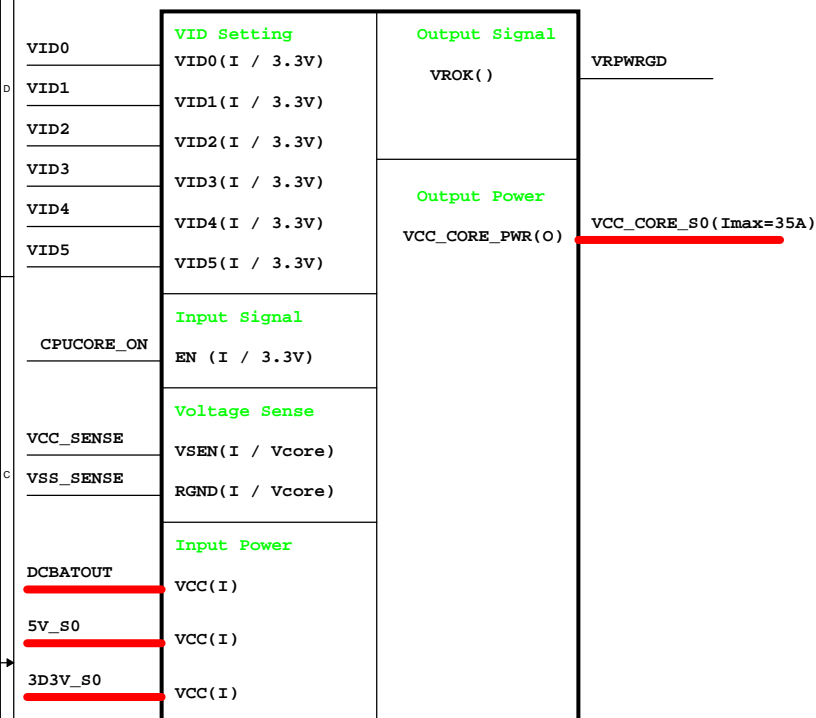 VID Setting
Output Signal
VID0
VID0(I / 3.3V)
VRPWRGD
VROK()
D
VID1
VID1(I / 3.3V)
VID2
VID2(I / 3.3V)
VID3
VID3(I / 3.3V)
Output Power
VID4
VID4(I / 3.3V)
VCC_CORE_PWR(O)
VCC_CORE_S0(Imax=35A)
VID5
VID5(I / 3.3V)
Input Signal
CPUCORE_ON
EN (I / 3.3V)
Voltage Sense
VCC_SENSE
VSEN(I / Vcore)
C
VSS_SENSE
RGND(I / Vcore)
Input Power
DCBATOUT
VCC(I)
5V_S0
VCC(I)
3D3V_S0
VCC(I)